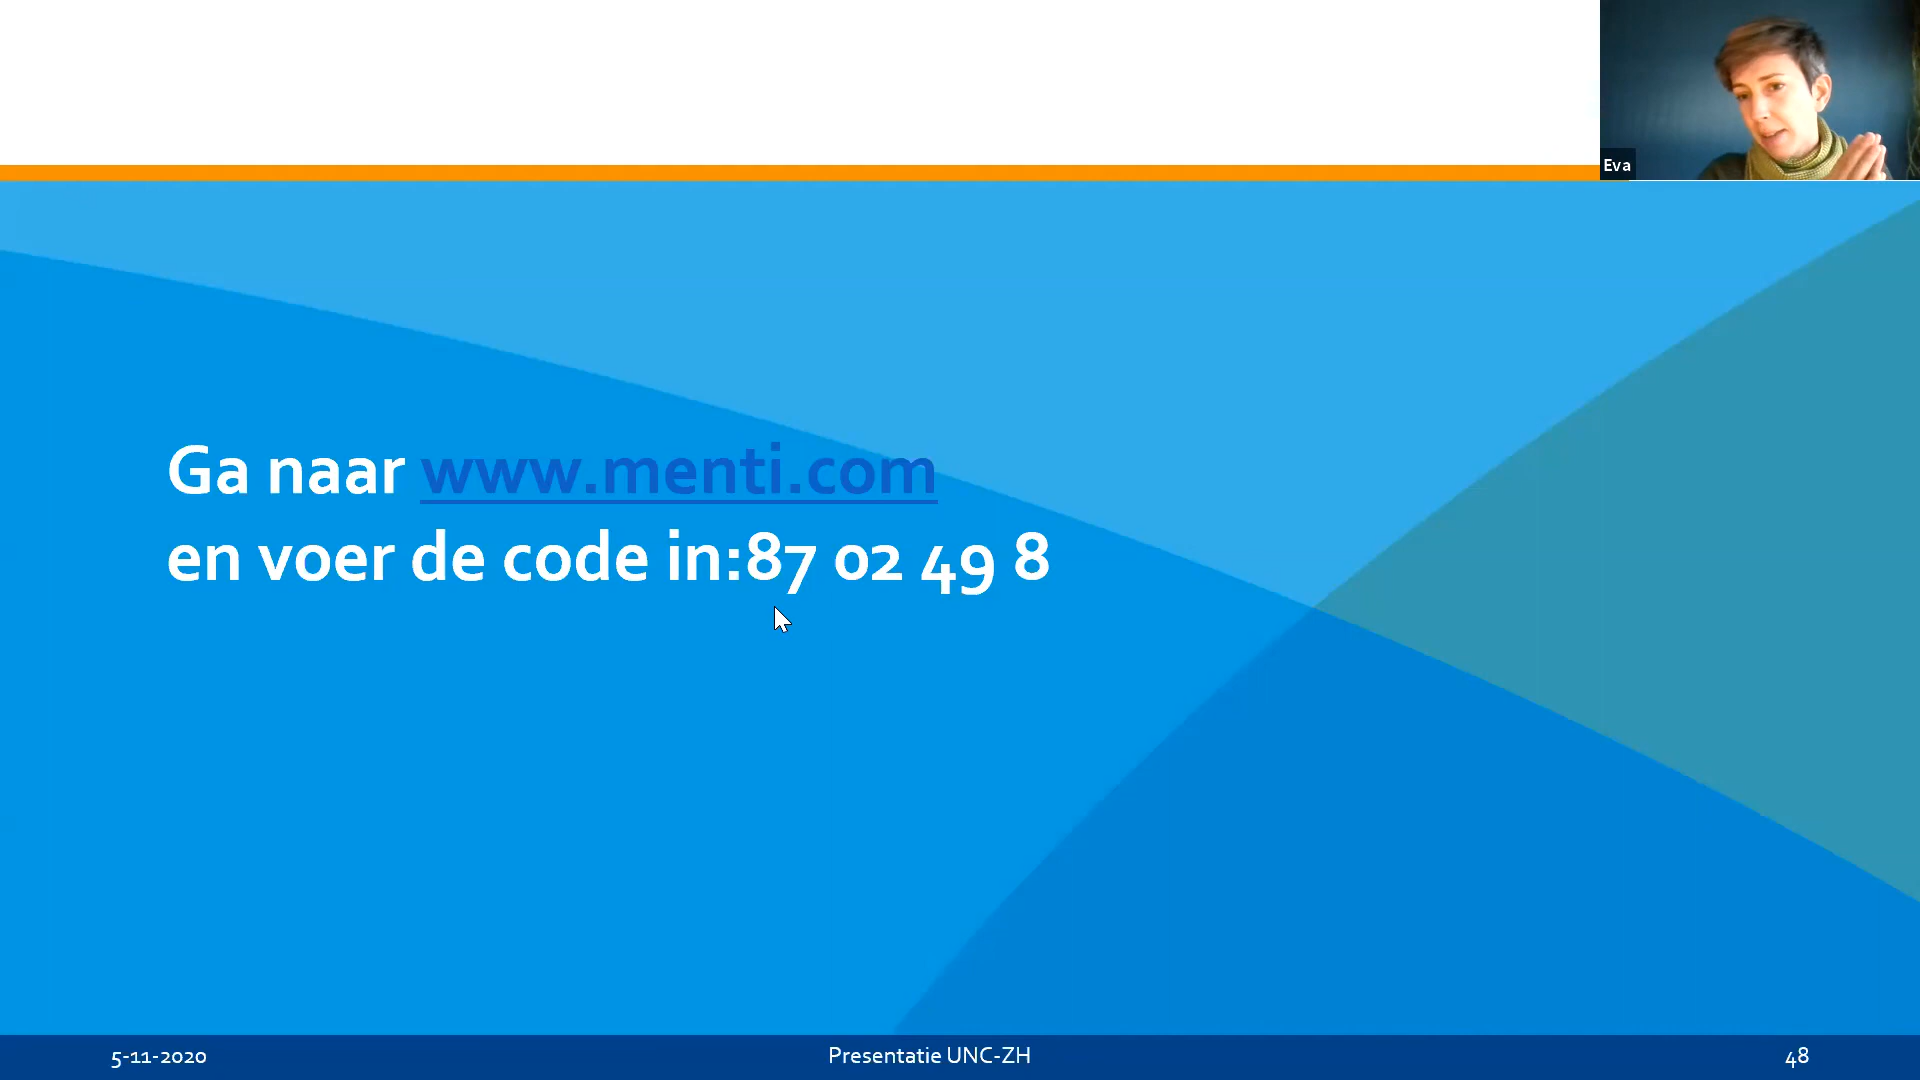 Eva
Ga naar www.menti.com
en voer de code in:87 02 49 8
5-11-2020
Presentatie UNC-ZH
48